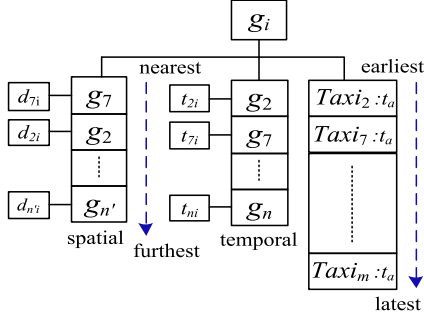 g_i
nearest
earliest
d_7i g_7
t_2i g_2
Taxi_2 : t_a
d_2i g_2
t_7i g_7
Taxi_7 : t_a
d_n'i g_n'
t_ni g_n
spatial
furthest
temporal
Taxi_m : t_a
latest